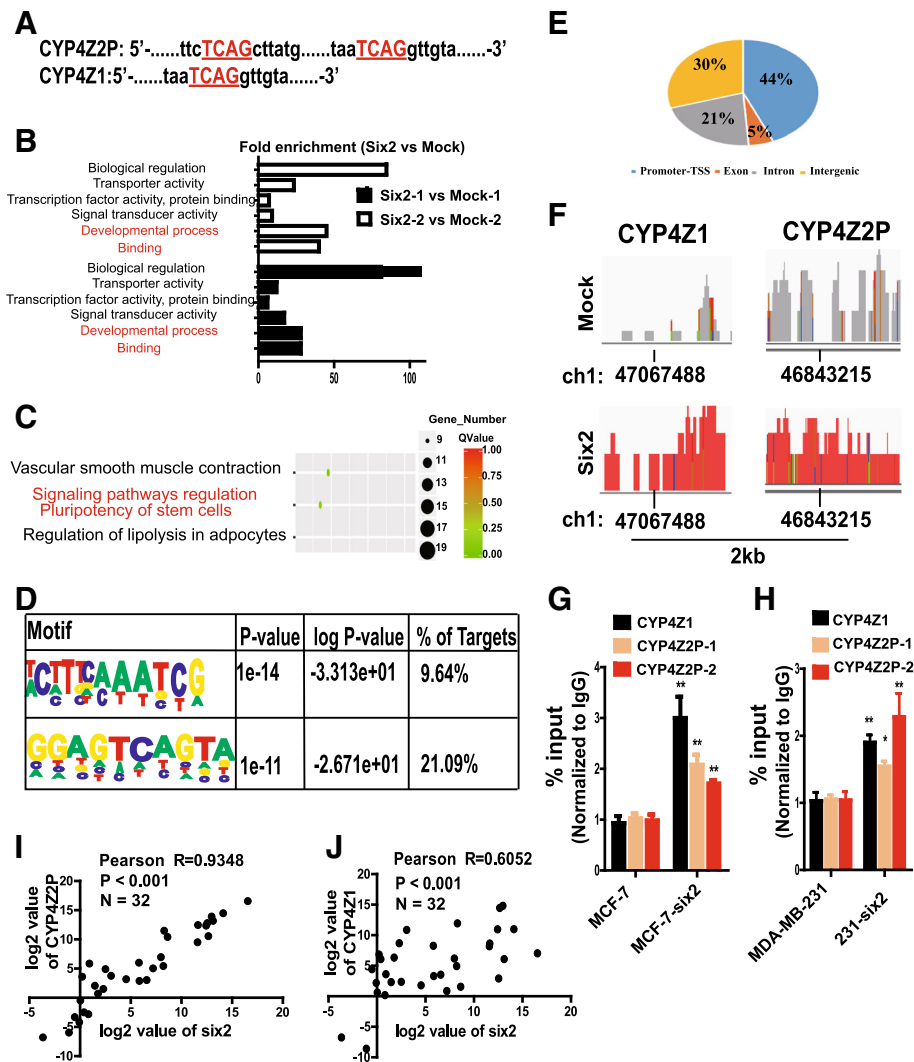 A
CYP4Z2P: 5'-......ttcTCAGcttatg......taaTCAGgttgta......-3'
CYP4Z1:5'-......taaTCAGgttgta......-3'
B
Fold enrichment (Six2 vs Mock)
Biological regulation
Transporter activity
Transcription factor activity, protein binding
Signal transducer activity
Developmental process
Binding
Biological regulation
Transporter activity
Transcription factor activity, protein binding
Signal transducer activity
Developmental process
Binding
Six2-1 vs Mock-1
Six2-2 vs Mock-2
0 50 100
C
Vascular smooth muscle contraction
Signaling pathways regulation
Pluripotency of stem cells
Regulation of lipolysis in adipocytes
Gene_Number
9
11
13
15
17
19
QValue
1.00
0.75
0.50
0.25
0.00
D
Motif P-value log P-value % of Targets
1e-14 -3.313e+01 9.64%
GGAGTCAGTA 1e-11 -2.671e+01 21.09%
E
30% 44%
21% 5%
Promoter-TSS Exon Intron Intergenic
F
CYP4Z1 CYP4Z2P
Mock
ch1: 47067488 46843215
Six2
ch1: 47067488 46843215
2kb
G
CYP4Z1
CYP4Z2P-1
CYP4Z2P-2
% input
(Normalized to IgG)
4
3
2
1
0
** ** **
MCF-7 MCF-7-six2
H
CYP4Z1
CYP4Z2P-1
CYP4Z2P-2
% input
(Normalized to IgG)
3
2
1
0
** * **
MDA-MB-231 231-six2
I
Pearson R=0.9348
P < 0.001
N = 32
log2 value
of CYP4Z2P
20
15
10
5
-5
-10
-5 0 5 10 15 20
log2 value of six2
J
Pearson R=0.6052
P < 0.001
N = 32
log2 value
of CYP4Z1
20
15
10
5
-5
-10
-5 0 5 10 15 20
log2 value of six2